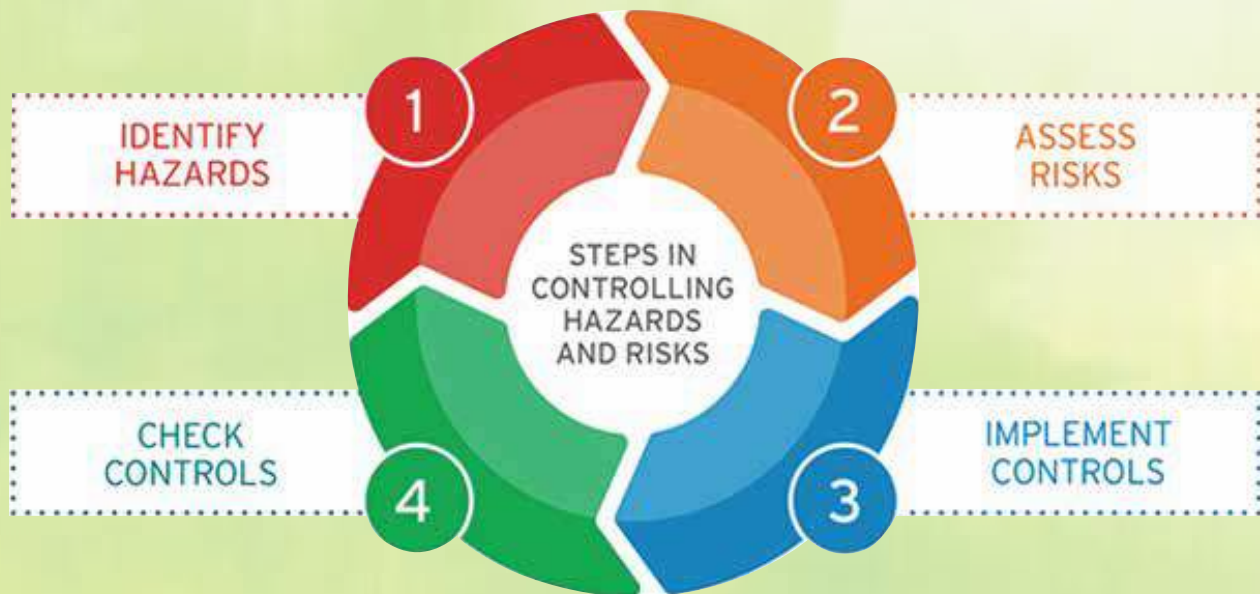 1
IDENTIFY
HAZARDS
2
ASSESS
RISKS
STEPS IN
CONTROLLING
HAZARDS
AND RISKS
3
IMPLEMENT
CONTROLS
4
CHECK
CONTROLS